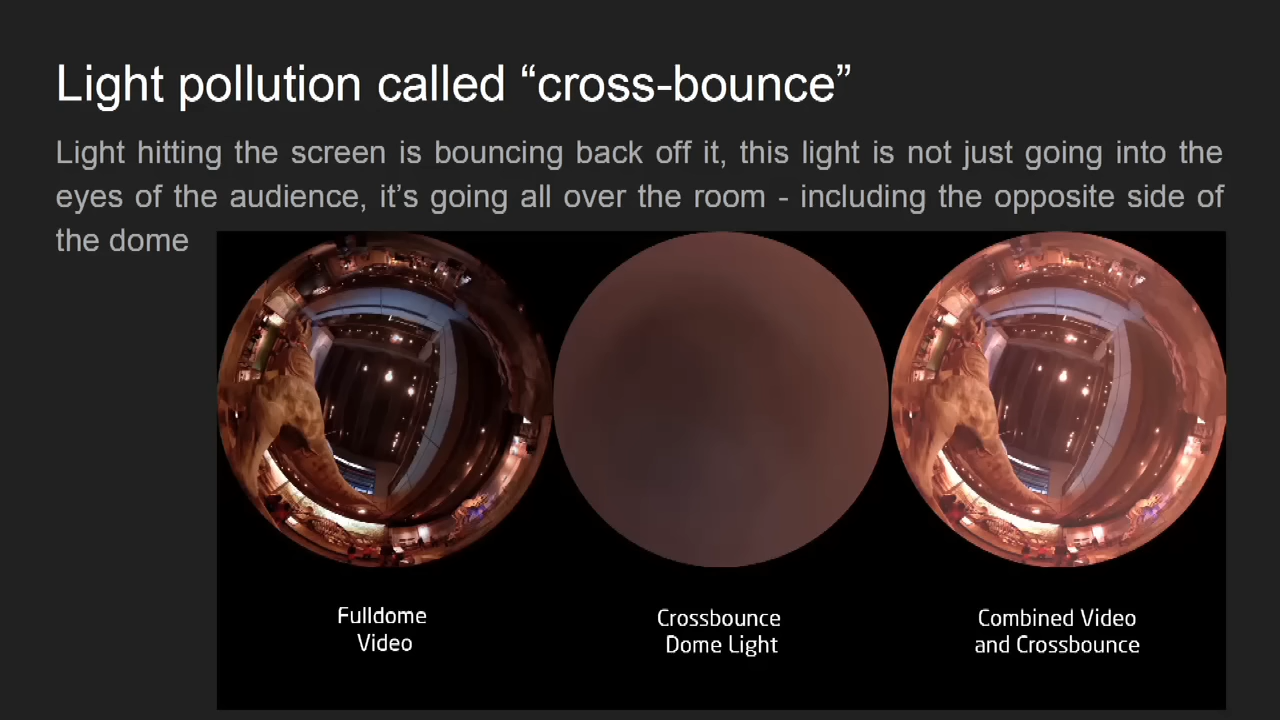 Light pollution called “cross-bounce”
Light hitting the screen is bouncing back off it, this light is not just going into the
eyes of the audience, it’s going all over the room - including the opposite side of
the dome
Fulldome
Video
Crossbounce
Dome Light
Combined Video
and Crossbounce